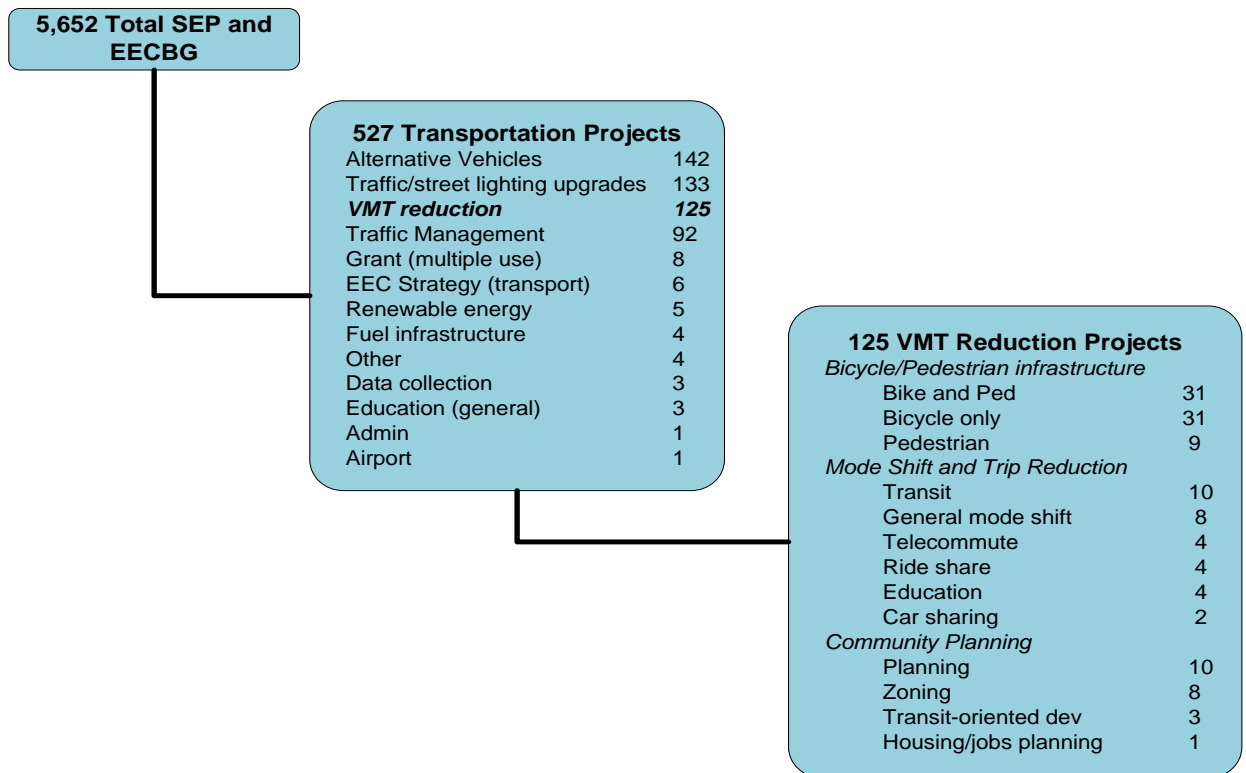 5,652 Total SEP and
EECBG
527 Transportation Projects
Alternative Vehicles 142
Traffic/street lighting upgrades 133
VMT reduction 125
Traffic Management 92
Grant (multiple use) 8
EEC Strategy (transport) 6
Renewable energy 5
Fuel infrastructure 4
Other 4
Data collection 3
Education (general) 3
Admin 1
Airport 1
125 VMT Reduction Projects
Bicycle/Pedestrian infrastructure
Bike and Ped 31
Bicycle only 31
Pedestrian 9
Mode Shift and Trip Reduction
Transit 10
General mode shift 8
Telecommute 4
Ride share 4
Education 4
Car sharing 2
Community Planning
Planning 10
Zoning 8
Transit-oriented dev 3
Housing/jobs planning 1